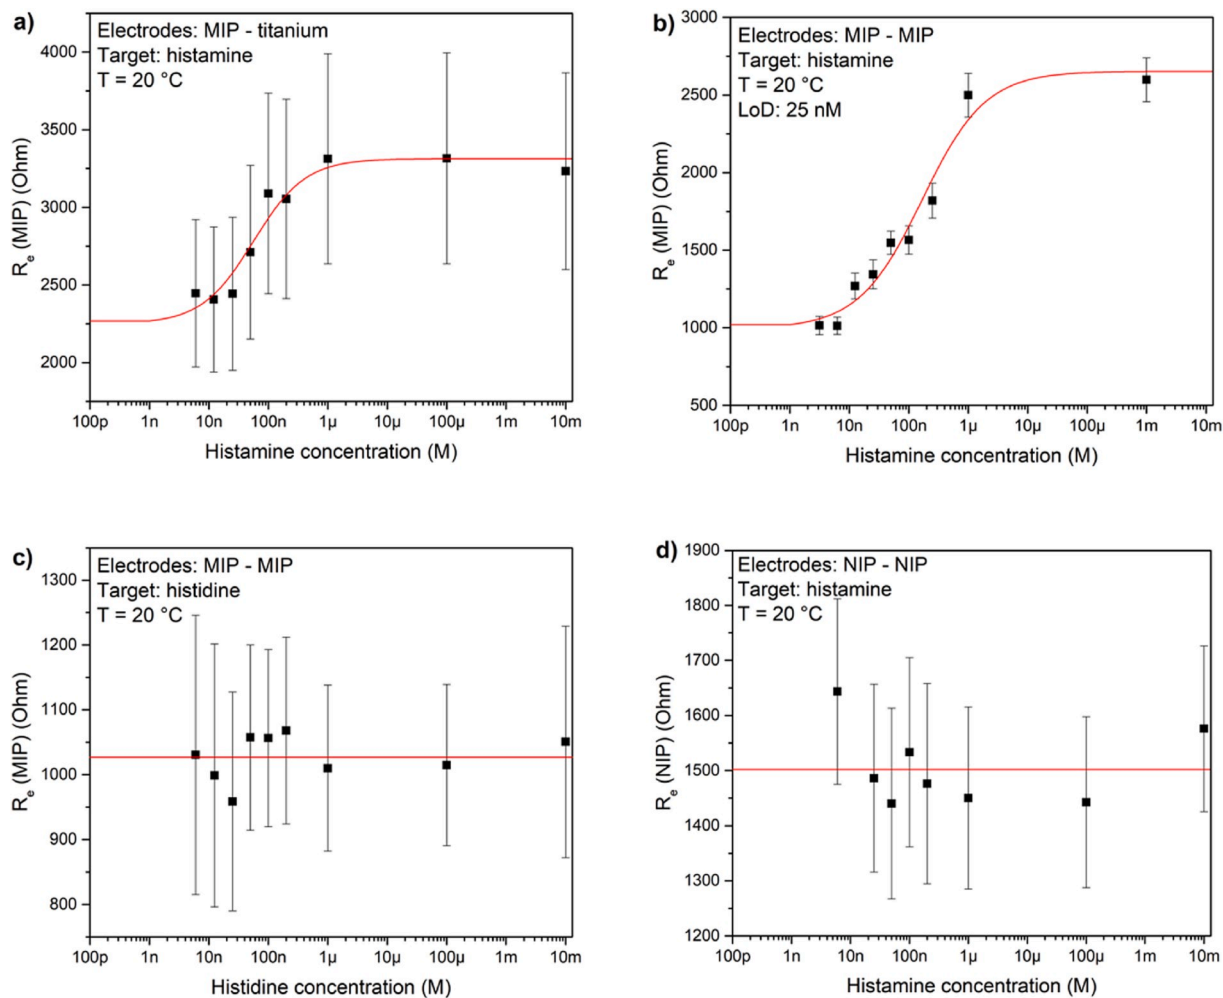 a)
Electrodes: MIP - titanium
Target: histamine
T = 20 °C
4000
3500
3000
2500
2000
Re (MIP) (Ohm)
100p 1n 10n 100n 1µ 10µ 100µ 1m 10m
Histamine concentration (M)
b)
Electrodes: MIP - MIP
Target: histamine
T = 20 °C
LoD: 25 nM
3000
2500
2000
1500
1000
500
Re (MIP) (Ohm)
100p 1n 10n 100n 1µ 10µ 100µ 1m 10m
Histamine concentration (M)
c)
Electrodes: MIP - MIP
Target: histidine
T = 20 °C
1300
1200
1100
1000
900
800
Re (MIP) (Ohm)
100p 1n 10n 100n 1µ 10µ 100µ 1m 10m
Histidine concentration (M)
d)
Electrodes: NIP - NIP
Target: histamine
T = 20 °C
1900
1800
1700
1600
1500
1400
1300
1200
Re (NIP) (Ohm)
100p 1n 10n 100n 1µ 10µ 100µ 1m 10m
Histamine concentration (M)